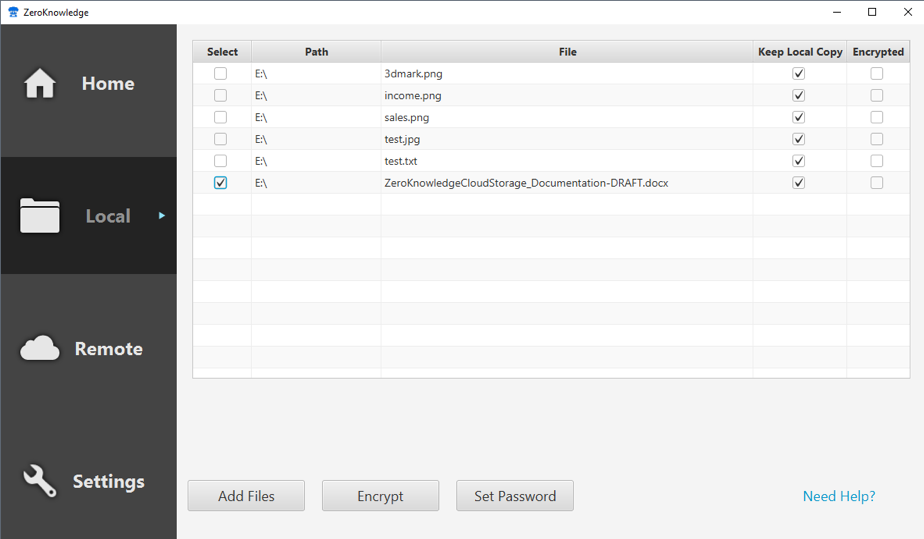 ZeroKnowledge
Home
Local
Remote
Settings
Select Path File Keep Local Copy Encrypted
E:\ 3dmark.png
E:\ income.png
E:\ sales.png
E:\ test.jpg
E:\ test.txt
E:\ ZeroKnowledgeCloudStorage_Documentation-DRAFT.docx
Add Files Encrypt Set Password Need Help?